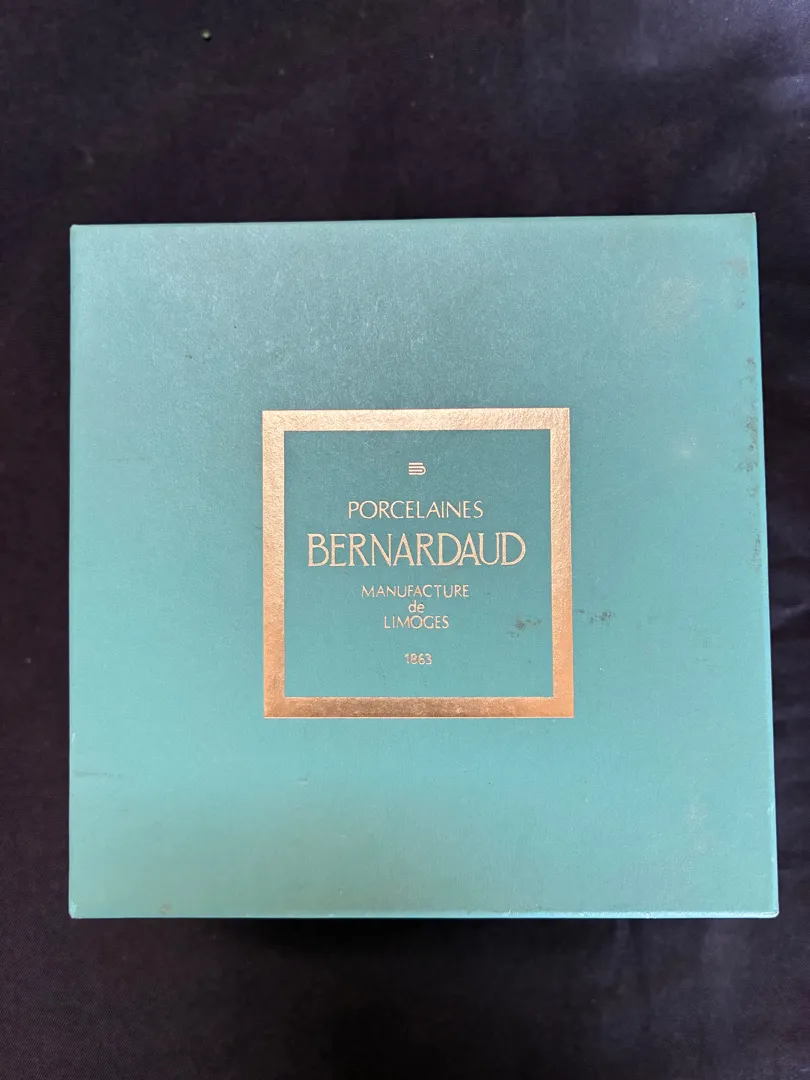 PORCELAINES
BERNARDAUD
MANUFACTURE
de
LIMOGES
1863